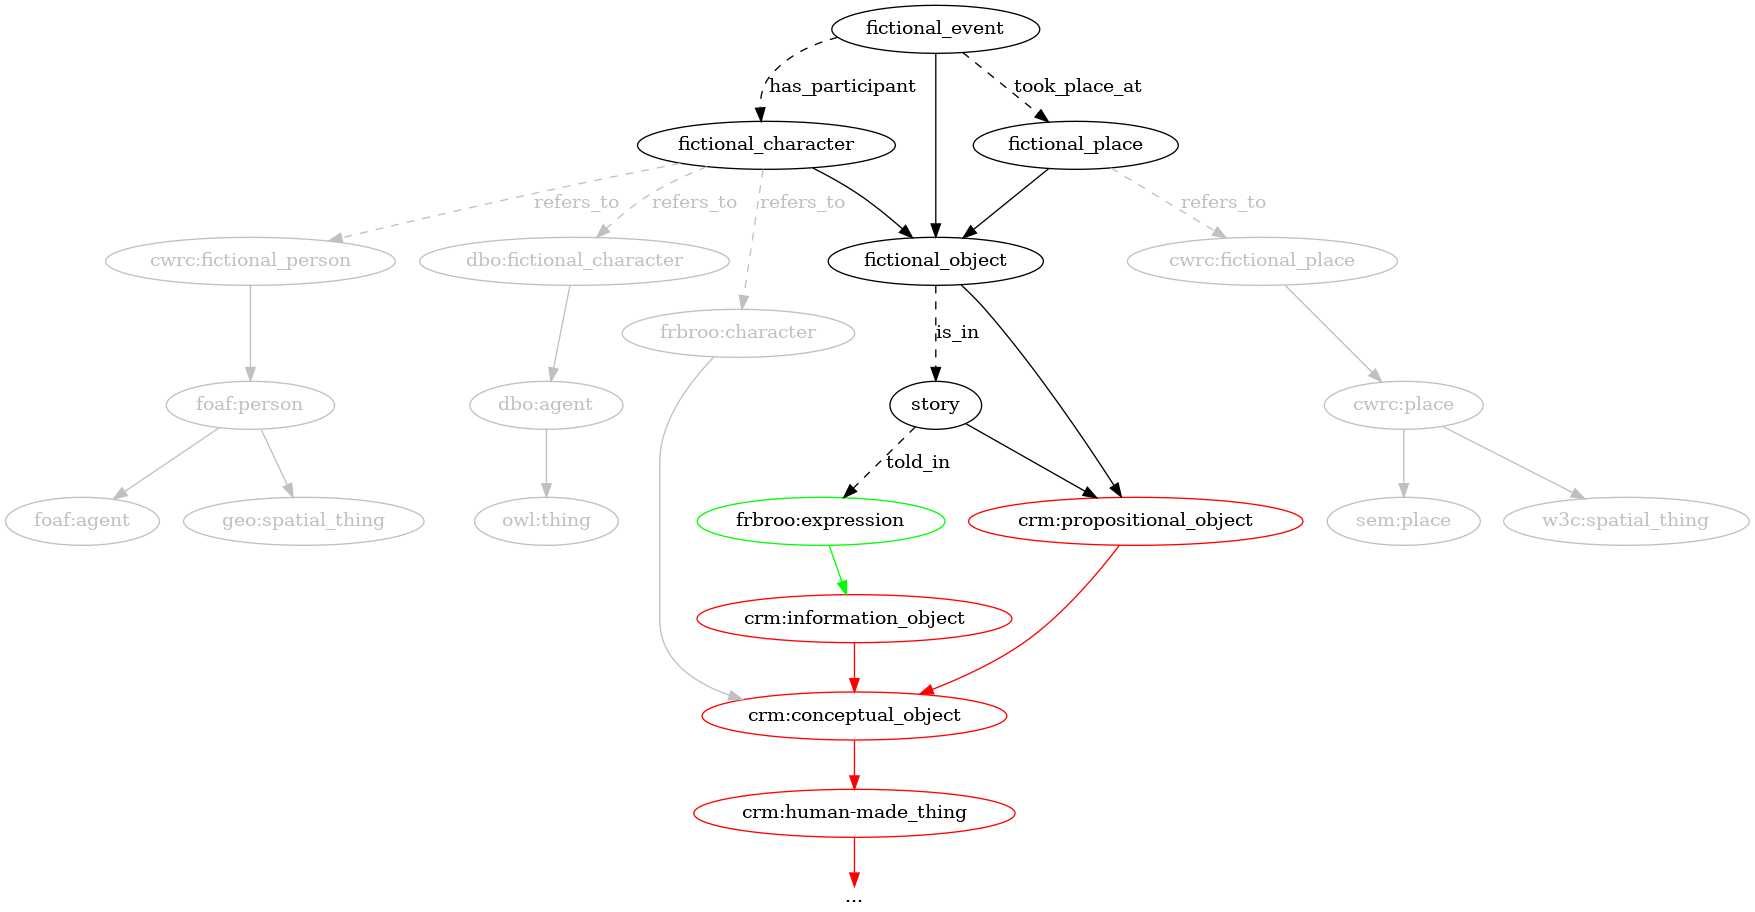 fictional_event
has_participant
took_place_at
fictional_character
fictional_place
refers_to
refers_to
refers_to
refers_to
cwrc:fictional_person
dbo:fictional_character
fictional_object
cwrc:fictional_place
frbroo:character
is_in
foaf:person
dbo:agent
story
cwrc:place
told_in
foaf:agent
geo:spatial_thing
owl:thing
frbroo:expression
crm:propositional_object
sem:place
w3c:spatial_thing
crm:information_object
crm:conceptual_object
crm:human-made_thing
...